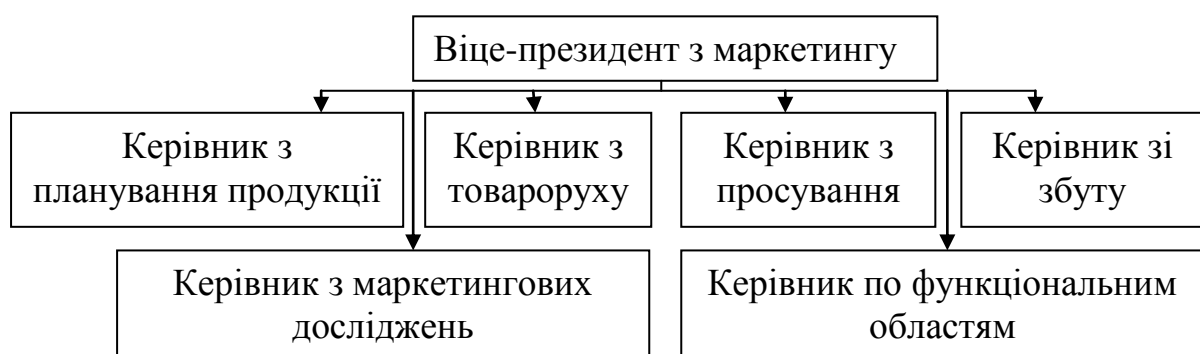 Віце-президент з маркетингу
Керівник з
планування продукції
Керівник з
товароруху
Керівник з
просування
Керівник зі
збуту
Керівник з маркетингових
досліджень
Керівник по функціональним
областям